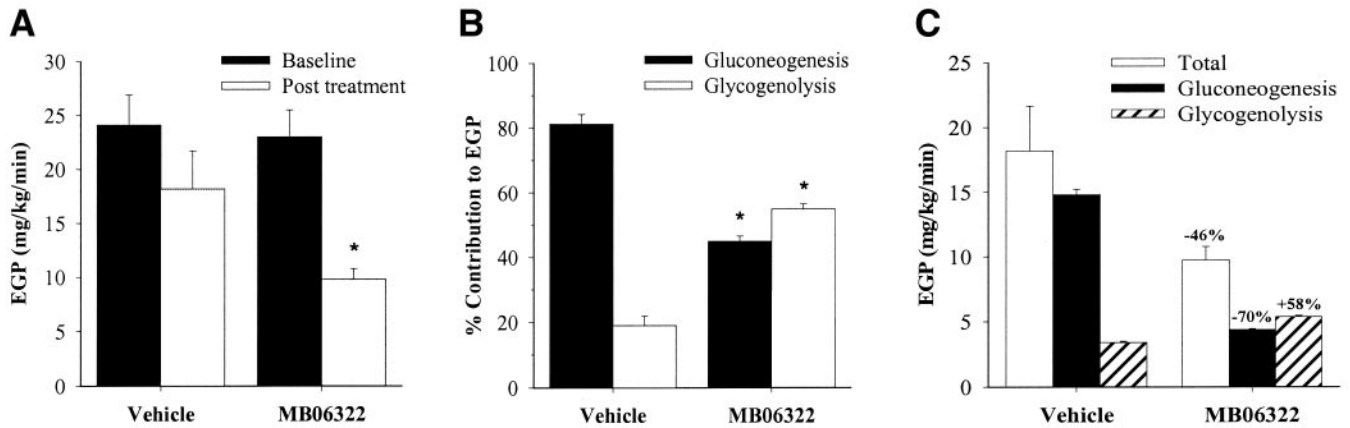 A
EGP (mg/kg/min)
30
25
20
15
10
5
0
Baseline
Post treatment
*
Vehicle
MB06322
B
% Contribution to EGP
100
80
60
40
20
0
Gluconeogenesis
Glycogenolysis
*
*
Vehicle
MB06322
C
EGP (mg/kg/min)
25
20
15
10
5
0
Total
Gluconeogenesis
Glycogenolysis
-46%
-70%
+58%
Vehicle
MB06322